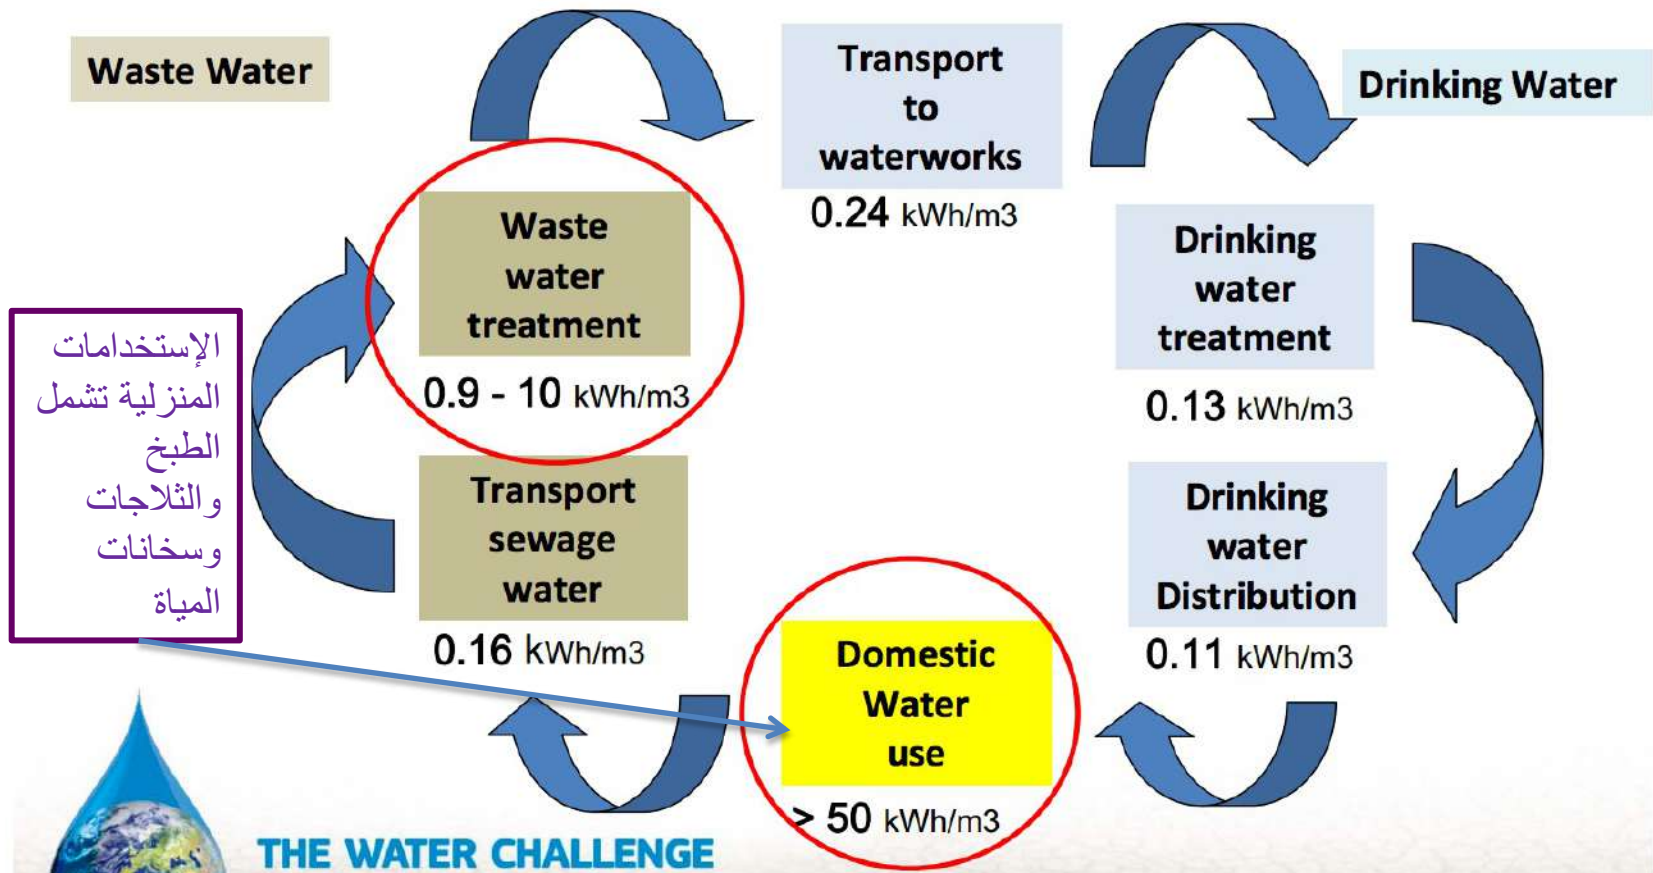 Waste Water
Transport
to
waterworks
0.24 kWh/m3
Drinking Water
Waste
water
treatment
0.9 - 10 kWh/m3
Drinking
water
treatment
0.13 kWh/m3
الإستخدامات
المنزلية تشمل
الطبخ
والثلاجات
وسخانات
المياة
Transport
sewage
water
0.16 kWh/m3
Drinking
water
Distribution
0.11 kWh/m3
Domestic
Water
use
> 50 kWh/m3
THE WATER CHALLENGE